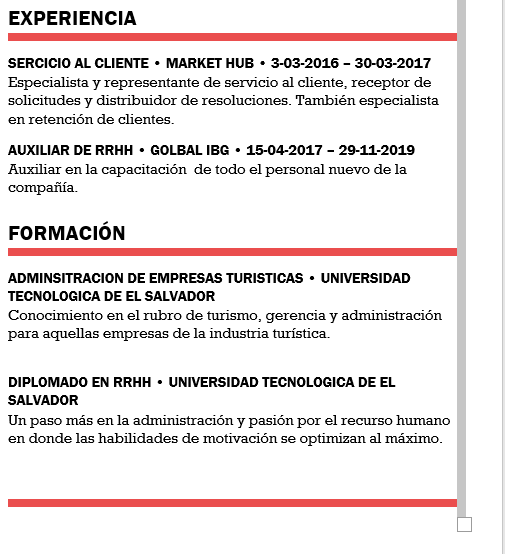 EXPERIENCIA
SERCICIO AL CLIENTE • MARKET HUB • 3-03-2016 – 30-03-2017
Especialista y representante de servicio al cliente, receptor de
solicitudes y distribuidor de resoluciones. También especialista
en retención de clientes.
AUXILIAR DE RRHH • GOLBAL IBG • 15-04-2017 – 29-11-2019
Auxiliar en la capacitación  de todo el personal nuevo de la
compañía.
FORMACIÓN
ADMINSITRACION DE EMPRESAS TURISTICAS • UNIVERSIDAD
TECNOLOGICA DE EL SALVADOR
Conocimiento en el rubro de turismo, gerencia y administración
para aquellas empresas de la industria turística.
DIPLOMADO EN RRHH • UNIVERSIDAD TECNOLOGICA DE EL
SALVADOR
Un paso más en la administración y pasión por el recurso humano
en donde las habilidades de motivación se optimizan al máximo.